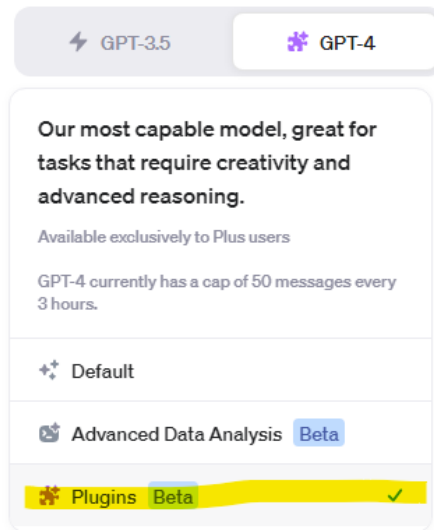 GPT-3.5
GPT-4
Our most capable model, great for
tasks that require creativity and
advanced reasoning.
Available exclusively to Plus users
GPT-4 currently has a cap of 50 messages every
3 hours.
Default
Advanced Data Analysis Beta
Plugins Beta